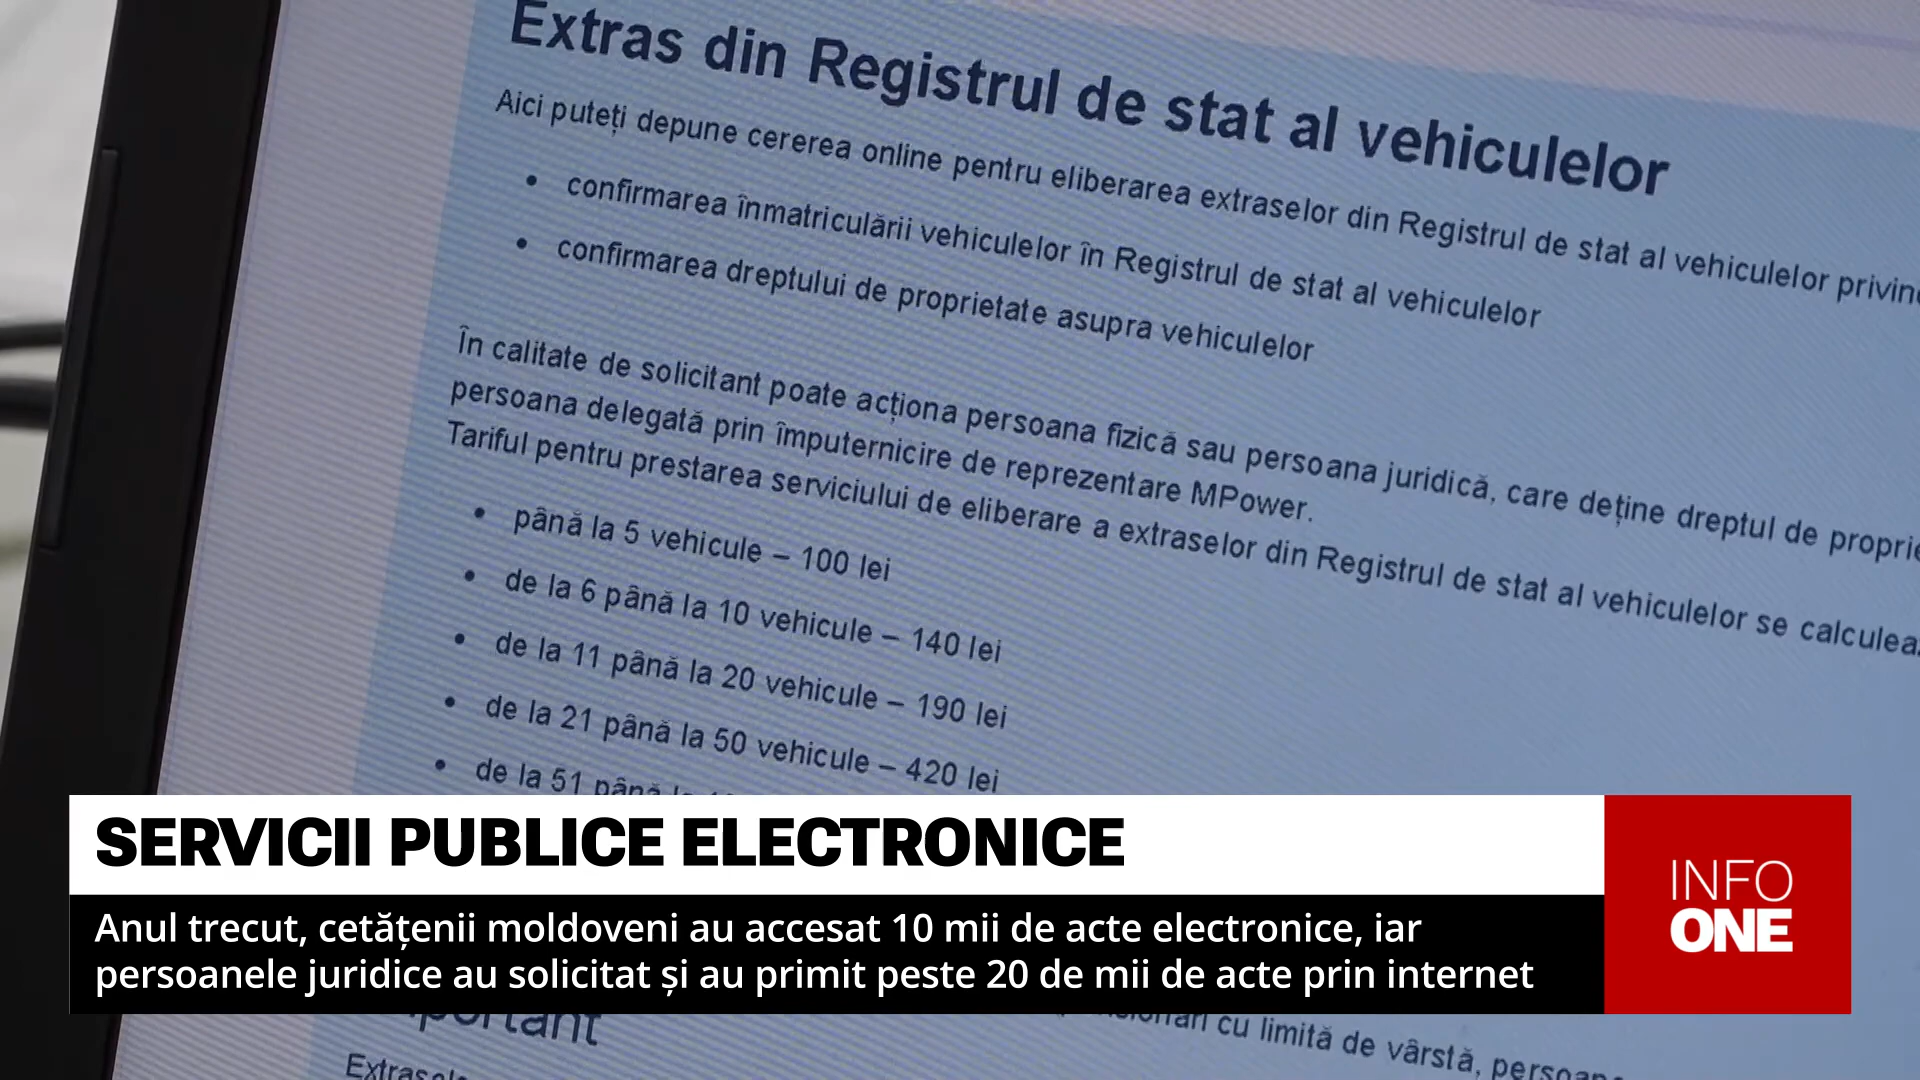 Extras din Registrul de stat al vehiculelor
Aici puteți depune cererea online pentru eliberarea extraselor din Registrul de stat al vehiculelor
• confirmarea înmatriculării vehiculelor în Registrul de stat al vehiculelor
• confirmarea dreptului de proprietate asupra vehiculelor
În calitate de solicitant poate acționa persoana fizică sau persoana juridică, care deține dreptul de
persoana delegată prin împuternicire de reprezentare MPower.
Tariful pentru prestarea serviciului de eliberare a extraselor din Registrul de stat al vehiculelor se
• până la 5 vehicule – 100 lei
• de la 6 până la 10 vehicule – 140 lei
• de la 11 până la 20 vehicule – 190 lei
• de la 21 până la 50 vehicule – 420 lei
• de la 51 până
SERVICII PUBLICE ELECTRONICE
Anul trecut, cetățenii moldoveni au accesat 10 mii de acte electronice, iar
persoanele juridice au solicitat și au primit peste 20 de mii de acte prin internet
INFO
ONE
cu limită de vârstă,